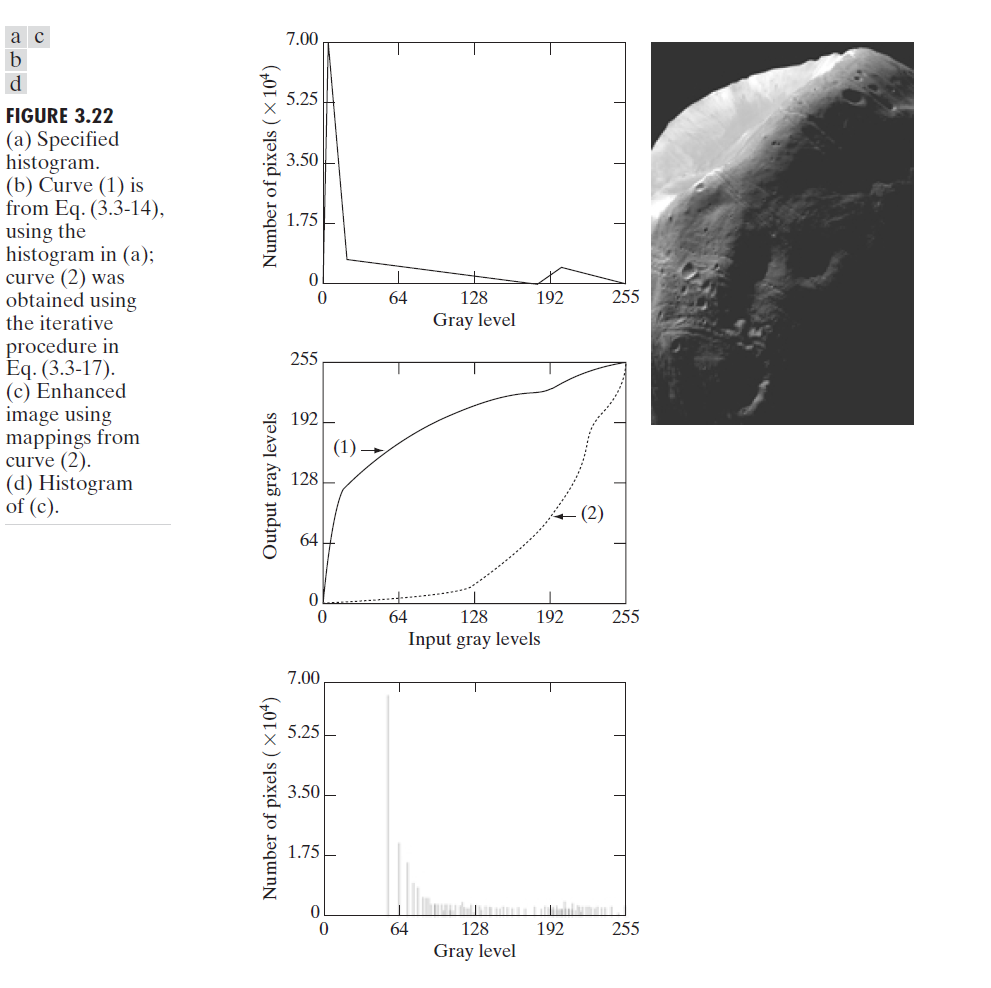 a c
b
d
FIGURE 3.22
(a) Specified
histogram.
(b) Curve (1) is
from Eq. (3.3-14),
using the
histogram in (a);
curve (2) was
obtained using
the iterative
procedure in
Eq. (3.3-17).
(c) Enhanced
image using
mappings from
curve (2).
(d) Histogram
of (c).
Number of pixels ( × 10⁴)
7.00
5.25
3.50
1.75
0
0 64 128 192 255
Gray level
Output gray levels
255
192
128
64
0
(1)
(2)
0 64 128 192 255
Input gray levels
Number of pixels ( × 10⁴)
7.00
5.25
3.50
1.75
0
0 64 128 192 255
Gray level